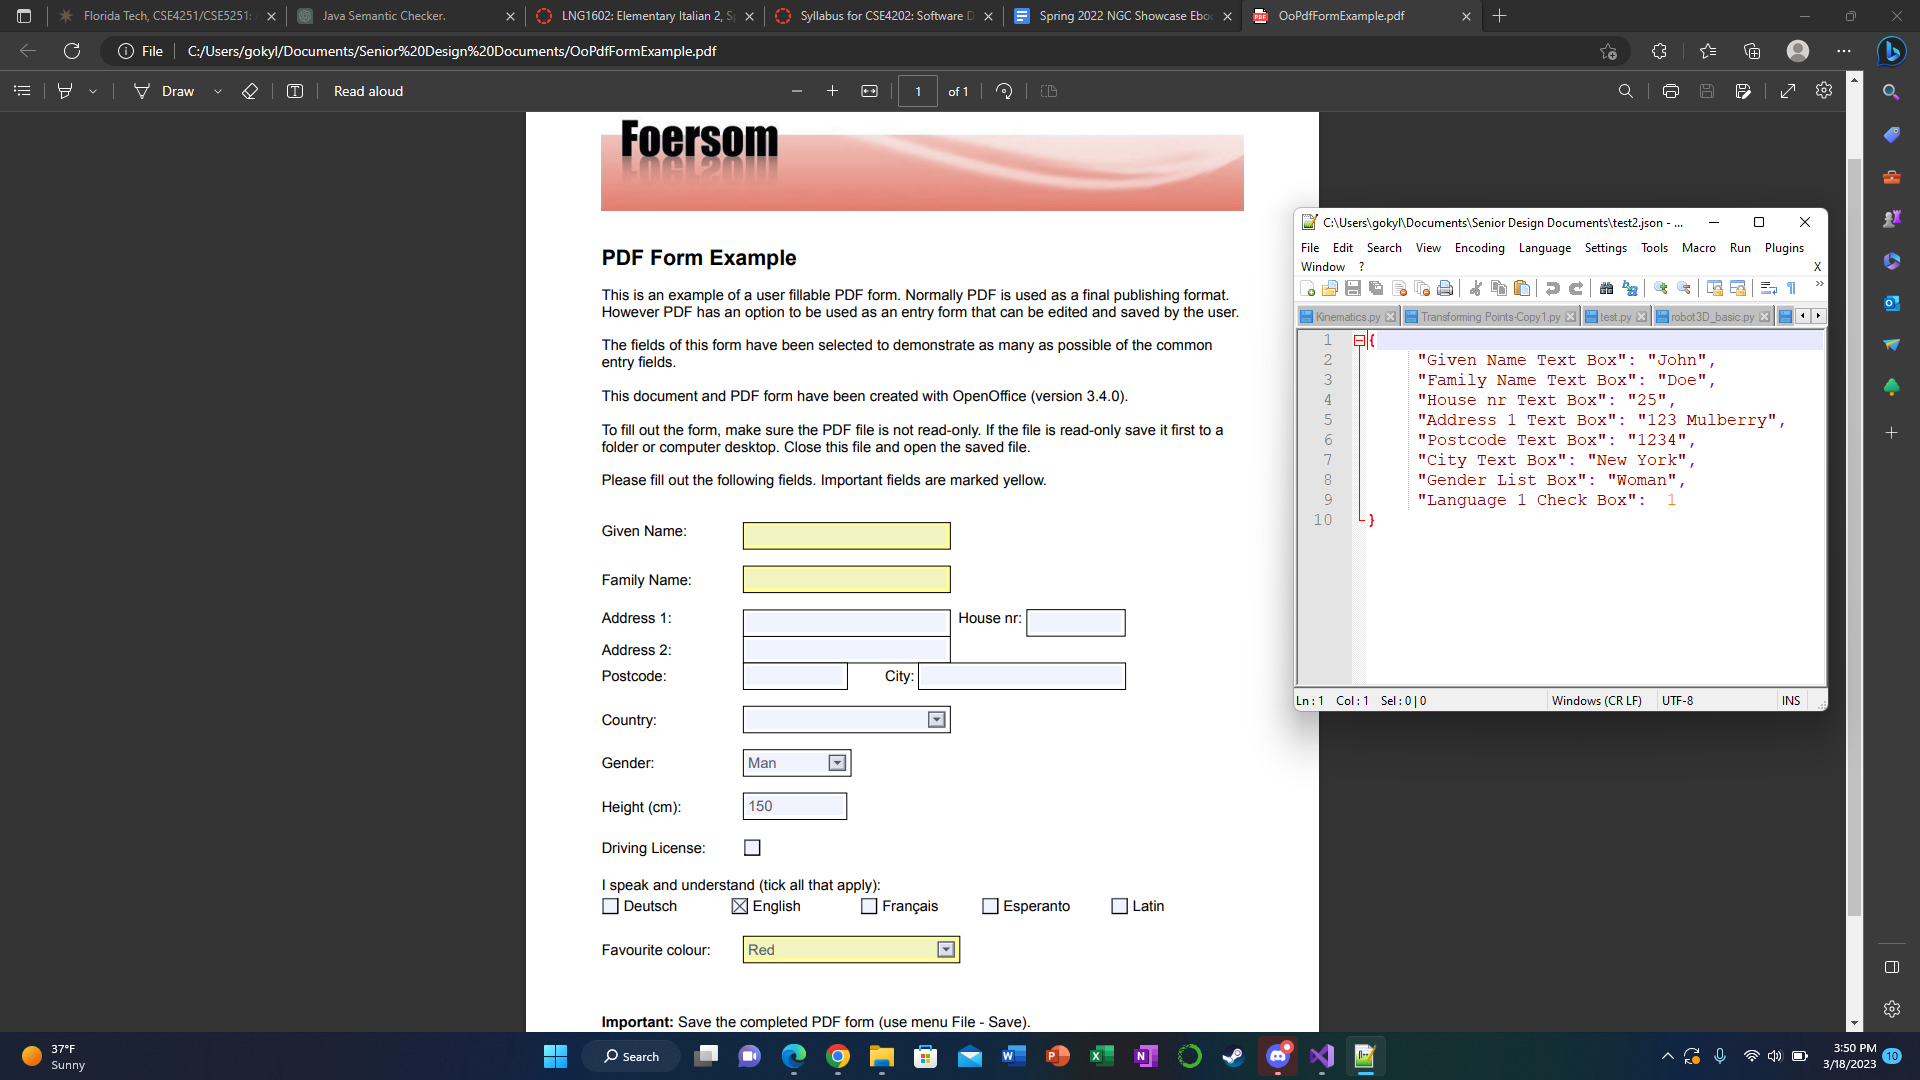 Florida Tech, CSE4251/CSE5251:
Java Semantic Checker.
LNG1602: Elementary Italian 2, S
Syllabus for CSE4202: Software D
Spring 2022 NGC Showcase Eboo
OoPdfFormExample.pdf
File
C:/Users/gokyl/Documents/Senior%20Design%20Documents/OoPdfFormExample.pdf
Draw
Read aloud
1 of 1
Foersom
PDF Form Example
This is an example of a user fillable PDF form. Normally PDF is used as a final publishing format.
However PDF has an option to be used as an entry form that can be edited and saved by the user.
The fields of this form have been selected to demonstrate as many as possible of the common
entry fields.
This document and PDF form have been created with OpenOffice (version 3.4.0).
To fill out the form, make sure the PDF file is not read-only. If the file is read-only save it first to a
folder or computer desktop. Close this file and open the saved file.
Please fill out the following fields. Important fields are marked yellow.
Given Name:
Family Name:
Address 1: House nr:
Address 2:
Postcode: City:
Country:
Gender: Man
Height (cm): 150
Driving License:
I speak and understand (tick all that apply):
Deutsch English Français Esperanto Latin
Favourite colour: Red
Important: Save the completed PDF form (use menu File - Save).
C:\Users\gokyl\Documents\Senior Design Documents\test2.json - ...
File Edit Search View Encoding Language Settings Tools Macro Run Plugins
Window ? X
Kinematics.py Transforming Points-Copy1.py test.py robot3D_basic.py
1 {
2 "Given Name Text Box": "John",
3 "Family Name Text Box": "Doe",
4 "House nr Text Box": "25",
5 "Address 1 Text Box": "123 Mulberry",
6 "Postcode Text Box": "1234",
7 "City Text Box": "New York",
8 "Gender List Box": "Woman",
9 "Language 1 Check Box": 1
10 }
Ln : 1 Col : 1 Sel : 0 | 0 Windows (CR LF) UTF-8 INS
37°F
Sunny
Search
3:50 PM
3/18/2023
10